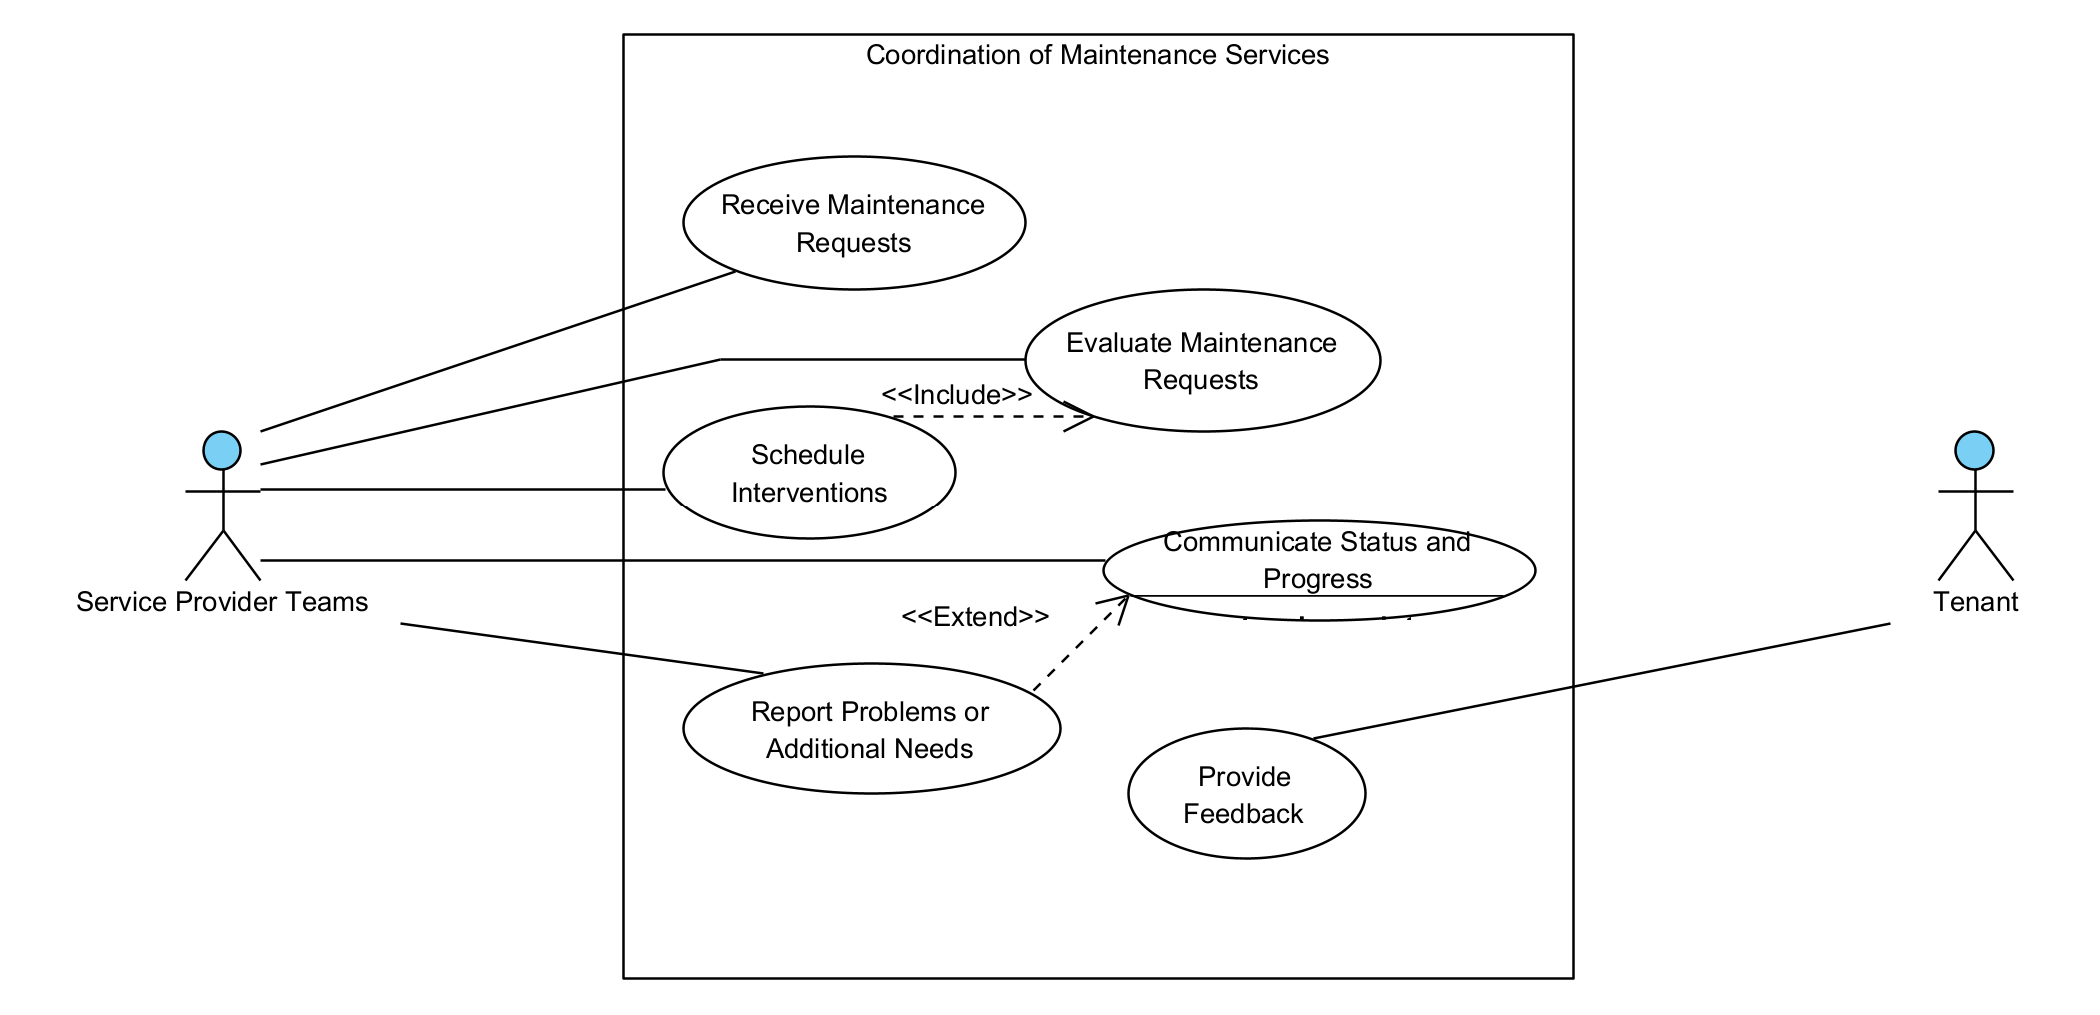 Coordination of Maintenance Services
Receive Maintenance
Requests
Evaluate Maintenance
Requests
<<Include>>
Schedule
Interventions
Communicate Status and
Progress
Service Provider Teams
Tenant
<<Extend>>
Report Problems or
Additional Needs
Provide
Feedback